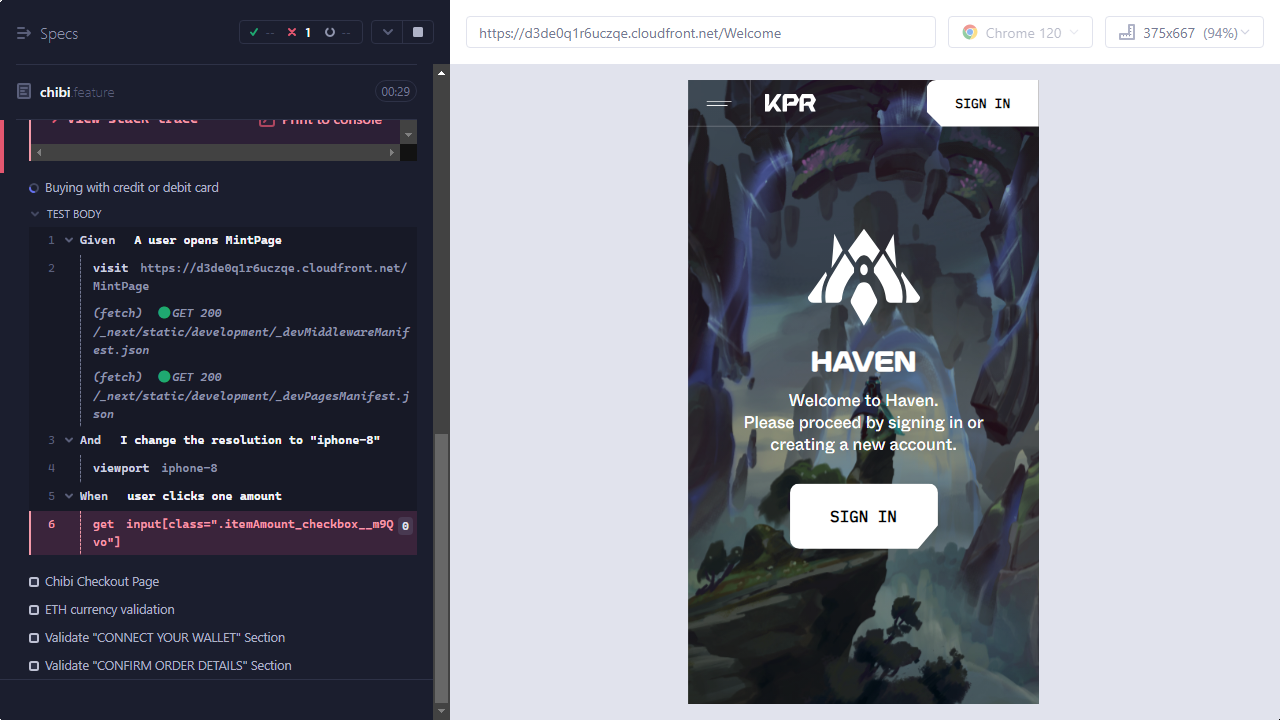 Specs
-- 1 --
chibi.feature
00:29
View stack trace
Print to console
Buying with credit or debit card
TEST BODY
1 Given A user opens MintPage
2 visit https://d3de0q1r6uczqe.cloudfront.net/
MintPage
(fetch) GET 200
/_next/static/development/_devMiddlewareManif
est.json
(fetch) GET 200
/_next/static/development/_devPagesManifest.j
son
3 And I change the resolution to "iphone-8"
4 viewport iphone-8
5 When user clicks one amount
6 get input[class=".itemAmount_checkbox__m9Q 0
vo"]
Chibi Checkout Page
ETH currency validation
Validate "CONNECT YOUR WALLET" Section
Validate "CONFIRM ORDER DETAILS" Section
https://d3de0q1r6uczqe.cloudfront.net/Welcome
Chrome 120
375x667 (94%)
KPR
SIGN IN
HAVEN
Welcome to Haven.
Please proceed by signing in or
creating a new account.
SIGN IN